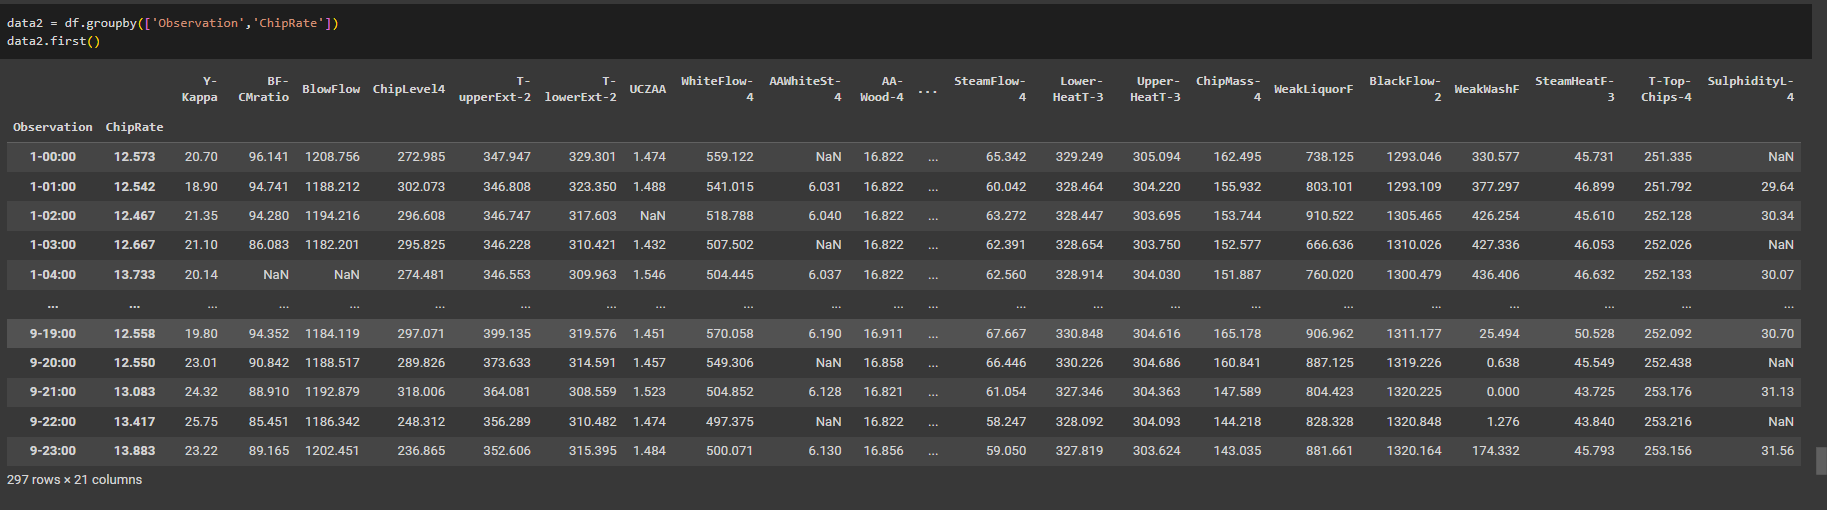 data2 = df.groupby(['Observation','ChipRate'])
data2.first()
Y-Kappa BF-CMratio BlowFlow ChipLevel4 T-upperExt-2 T-lowerExt-2 UCZAA WhiteFlow-4 AAWhiteSt-4 AA-Wood-4 ... SteamFlow-4 Lower-HeatT-3 Upper-HeatT-3 ChipMass-4 WeakLiquorF BlackFlow-2 WeakWashF SteamHeatF-3 T-Top-Chips-4 SulphidityL-4
Observation ChipRate
1-00:00 12.573 20.70 96.141 1208.756 272.985 347.947 329.301 1.474 559.122 NaN 16.822 ... 65.342 329.249 305.094 162.495 738.125 1293.046 330.577 45.731 251.335 NaN
1-01:00 12.542 18.90 94.741 1188.212 302.073 346.808 323.350 1.488 541.015 6.031 16.822 ... 60.042 328.464 304.220 155.932 803.101 1293.109 377.297 46.899 251.792 29.64
1-02:00 12.467 21.35 94.280 1194.216 296.608 346.747 317.603 NaN 518.788 6.040 16.822 ... 63.272 328.447 303.695 153.744 910.522 1305.465 426.254 45.610 252.128 30.34
1-03:00 12.667 21.10 86.083 1182.201 295.825 346.228 310.421 1.432 507.502 NaN 16.822 ... 62.391 328.654 303.750 152.577 666.636 1310.026 427.336 46.053 252.026 NaN
1-04:00 13.733 20.14 NaN NaN 274.481 346.553 309.963 1.546 504.445 6.037 16.822 ... 62.560 328.914 304.030 151.887 760.020 1300.479 436.406 46.632 252.133 30.07
... ... ... ... ... ... ... ... ... ... ... ... ... ... ... ... ... ... ... ... ... ... ...
9-19:00 12.558 19.80 94.352 1184.119 297.071 399.135 319.576 1.451 570.058 6.190 16.911 ... 67.667 330.848 304.616 165.178 906.962 1311.177 25.494 50.528 252.092 30.70
9-20:00 12.550 23.01 90.842 1188.517 289.826 373.633 314.591 1.457 549.306 NaN 16.858 ... 66.446 330.226 304.686 160.841 887.125 1319.226 0.638 45.549 252.438 NaN
9-21:00 13.083 24.32 88.910 1192.879 318.006 364.081 308.559 1.523 504.852 6.128 16.821 ... 61.054 327.346 304.363 147.589 804.423 1320.225 0.000 43.725 253.176 31.13
9-22:00 13.417 25.75 85.451 1186.342 248.312 356.289 310.482 1.474 497.375 NaN 16.822 ... 58.247 328.092 304.093 144.218 828.328 1320.848 1.276 43.840 253.216 NaN
9-23:00 13.883 23.22 89.165 1202.451 236.865 352.606 315.395 1.484 500.071 6.130 16.856 ... 59.050 327.819 303.624 143.035 881.661 1320.164 174.332 45.793 253.156 31.56
297 rows × 21 columns